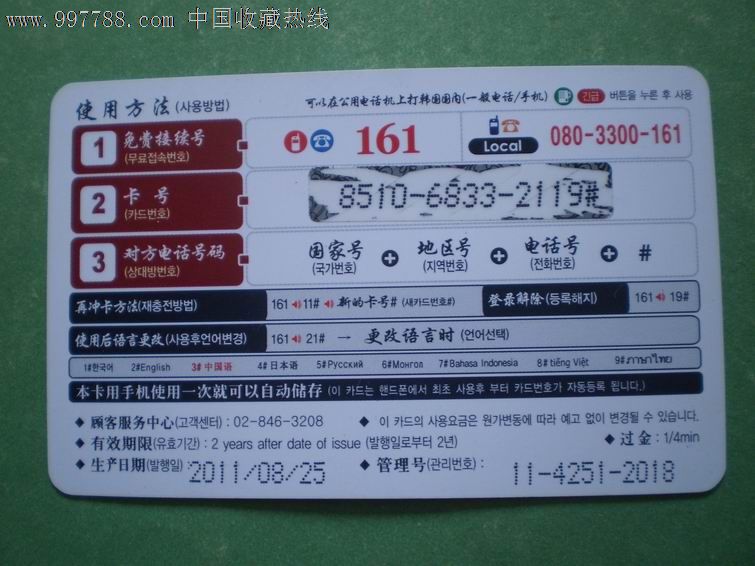 www.997788.com 中国收藏热线
使用方法(사용방법) 可以在公用电话机上打韩国国内(一般电话/手机) 긴급 버튼을 누른 후 사용
1 免费接续号 (무료접속번호) 161 Local 080-3300-161
2 卡号 (카드번호) 8510-6833-2119#
3 对方电话号码 (상대방번호) 国家号 (국가번호) + 地区号 (지역번호) + 电话号 (전화번호) + #
再冲卡方法(재충전방법) 161 11# 新的卡号# (새카드번호#) 登录解除(등록해지) 161 19#
使用后语言更改(사용후언어변경) 161 21# → 更改语言时 (언어선택)
1#한국어 2#English 3#中国语 4#日本语 5#Русский 6#Монгол 7#Bahasa Indonesia 8#tiếng Việt 9#ภาษาไทย
本卡用手机使用一次就可以自动储存 (이 카드는 핸드폰에서 최초 사용후 부터 카드번호가 자동등록 됩니다.)
◆ 顾客服务中心(고객센터) : 02-846-3208 ◆ 이 카드의 사용요금은 원가변동에 따라 예고 없이 변경될 수 있습니다.
◆ 有效期限(유효기간) : 2 years after date of issue (발행일로부터 2년) ◆ 过金 : 1/4min
◆ 生产日期(발행일) : 2011/08/25 ◆ 管理号(관리번호) : 11-4251-2018